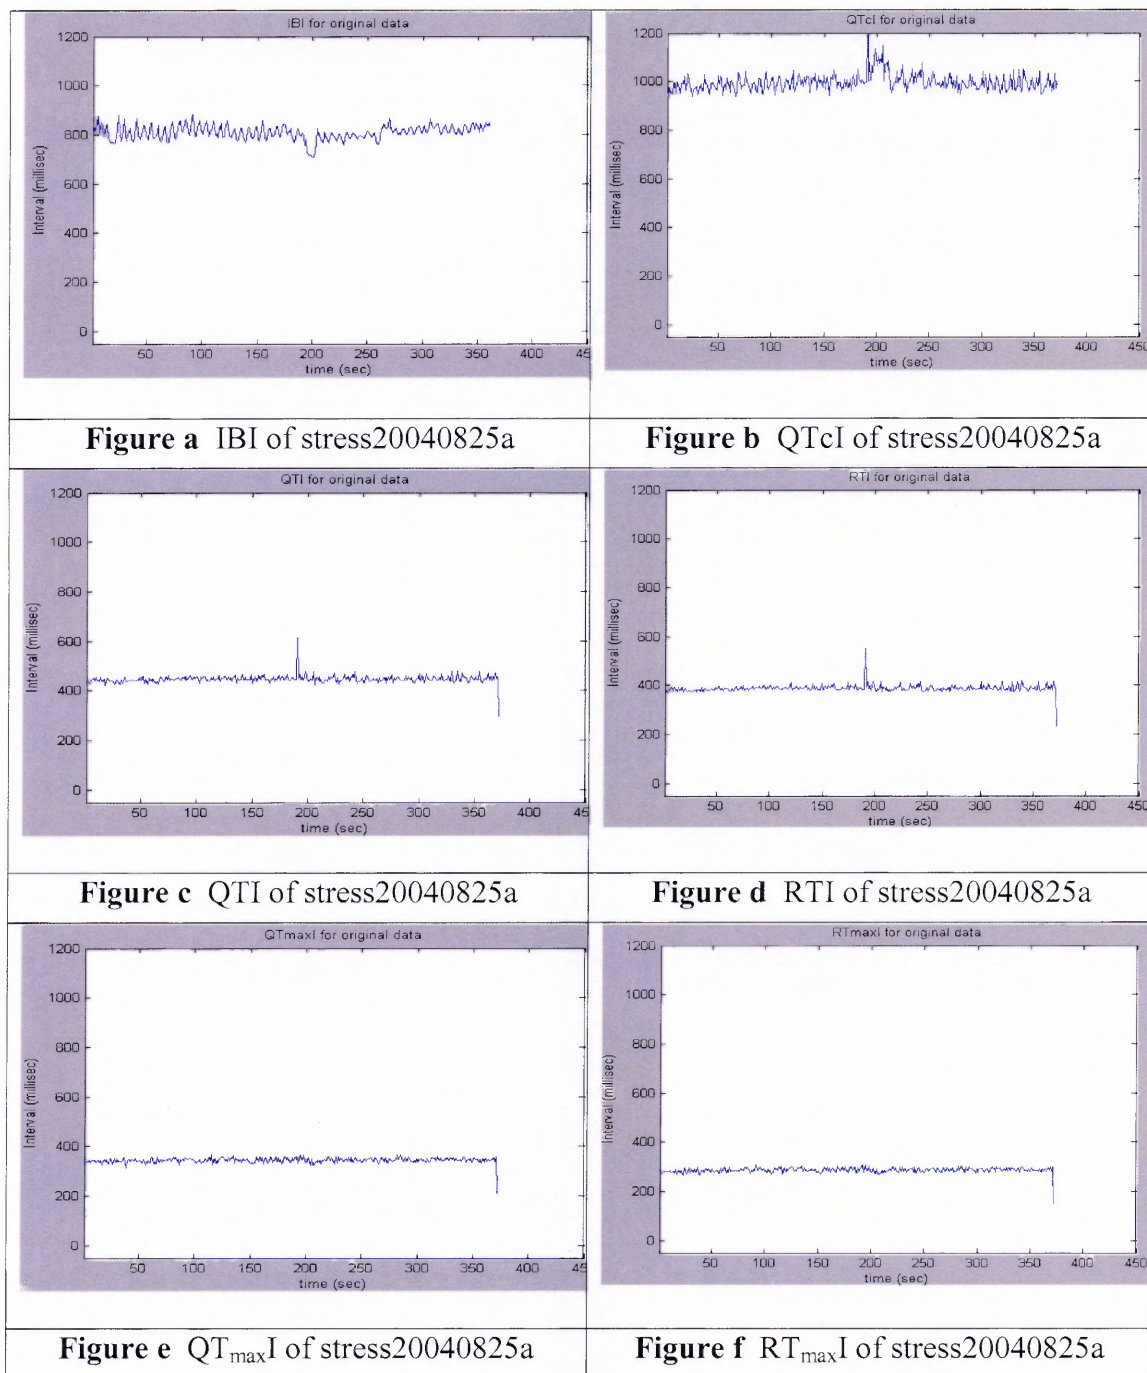 IBI for original data
1200
1000
800
600
400
200
0
Interval (millisec)
50 100 150 200 250 300 350 400 45
time (sec)
Figure a IBI of stress20040825a
QTcI for original data
1200
1000
800
600
400
200
0
Interval (millisec)
50 100 150 200 250 300 350 400 450
time (sec)
Figure b QTcI of stress20040825a
QTI for original data
1200
1000
800
600
400
200
0
Interval (millisec)
50 100 150 200 250 300 350 400 450
time (sec)
Figure c QTI of stress20040825a
RTI for original data
1200
1000
800
600
400
200
0
Interval (millisec)
50 100 150 200 250 300 350 400 450
time (sec)
Figure d RTI of stress20040825a
QTmaxI for original data
1200
1000
800
600
400
200
0
Interval (millisec)
50 100 150 200 250 300 350 400 45
time (sec)
Figure e QTmaxI of stress20040825a
RTmaxI for original data
1200
1000
800
600
400
200
0
Interval (millisec)
50 100 150 200 250 300 350 400 450
time (sec)
Figure f RTmaxI of stress20040825a